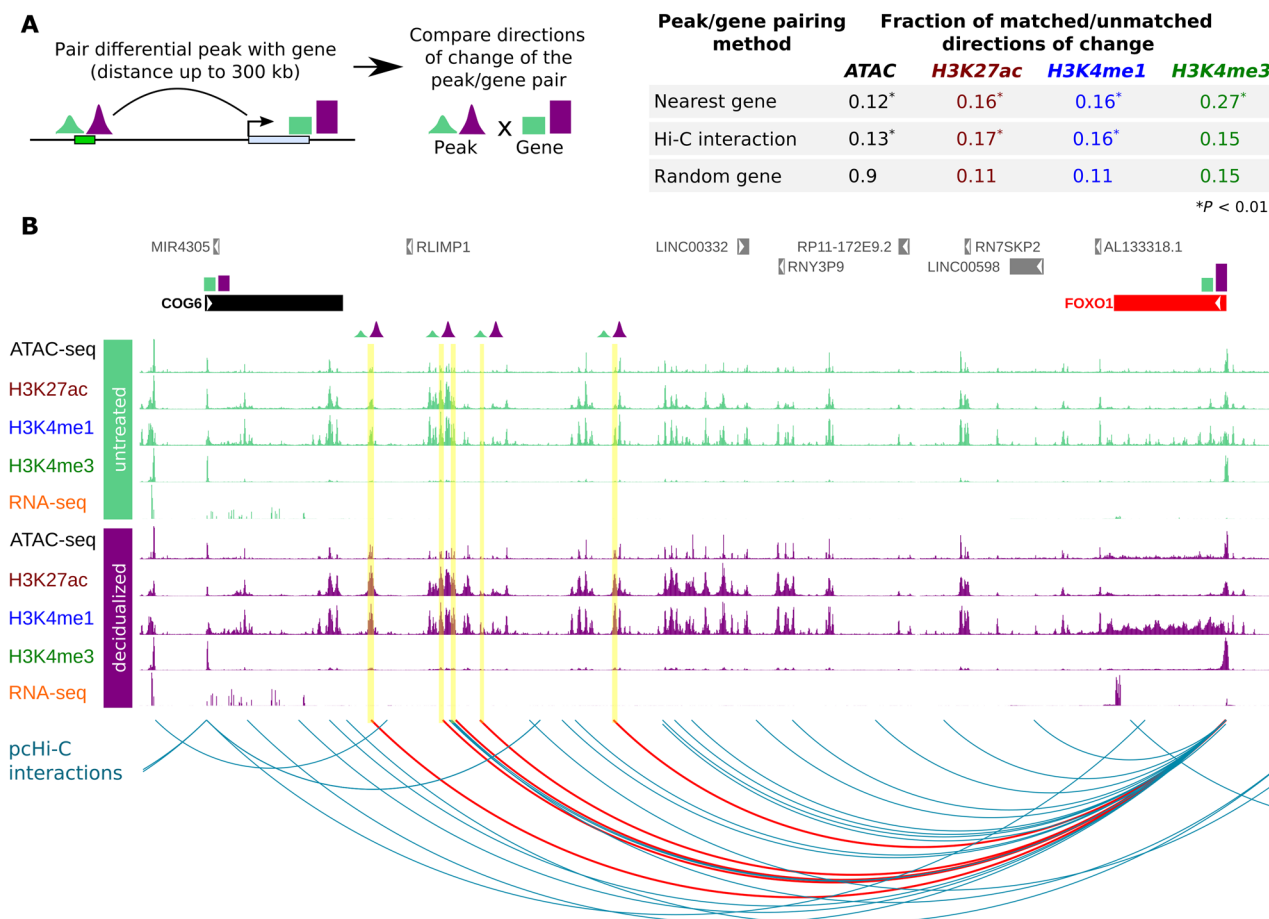 A
Pair differential peak with gene
(distance up to 300 kb)
Compare directions
of change of the
peak/gene pair
x
Peak Gene
Peak/gene pairing
method
Fraction of matched/unmatched
directions of change
ATAC H3K27ac H3K4me1 H3K4me3
Nearest gene 0.12* 0.16* 0.16* 0.27*
Hi-C interaction 0.13* 0.17* 0.16* 0.15
Random gene 0.9 0.11 0.11 0.15
*P < 0.01
B
MIR4305 RLIMP1 LINC00332 RP11-172E9.2 RN7SKP2 AL133318.1
RNY3P9 LINC00598
COG6 FOXO1
untreated
ATAC-seq
H3K27ac
H3K4me1
H3K4me3
RNA-seq
decidualized
ATAC-seq
H3K27ac
H3K4me1
H3K4me3
RNA-seq
pcHi-C
interactions